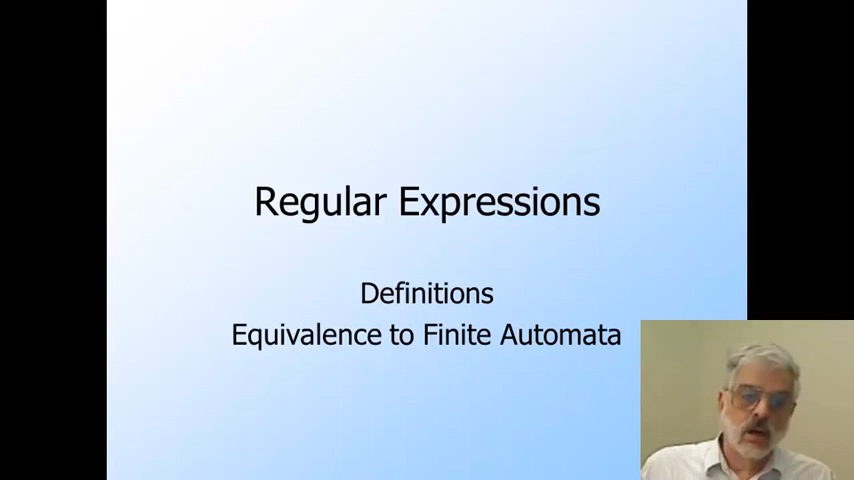 Regular Expressions
Definitions
Equivalence to Finite Automata